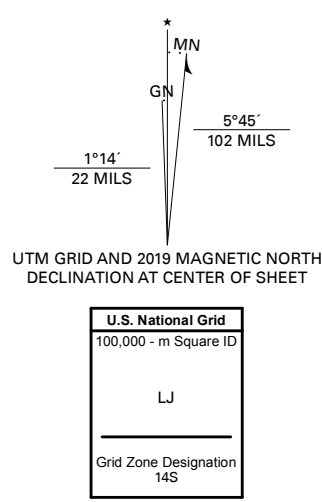 ★
MN
GN
5°45´
102 MILS
1°14´
22 MILS
UTM GRID AND 2019 MAGNETIC NORTH
DECLINATION AT CENTER OF SHEET
U.S. National Grid
100,000 - m Square ID
LJ
Grid Zone Designation
14S